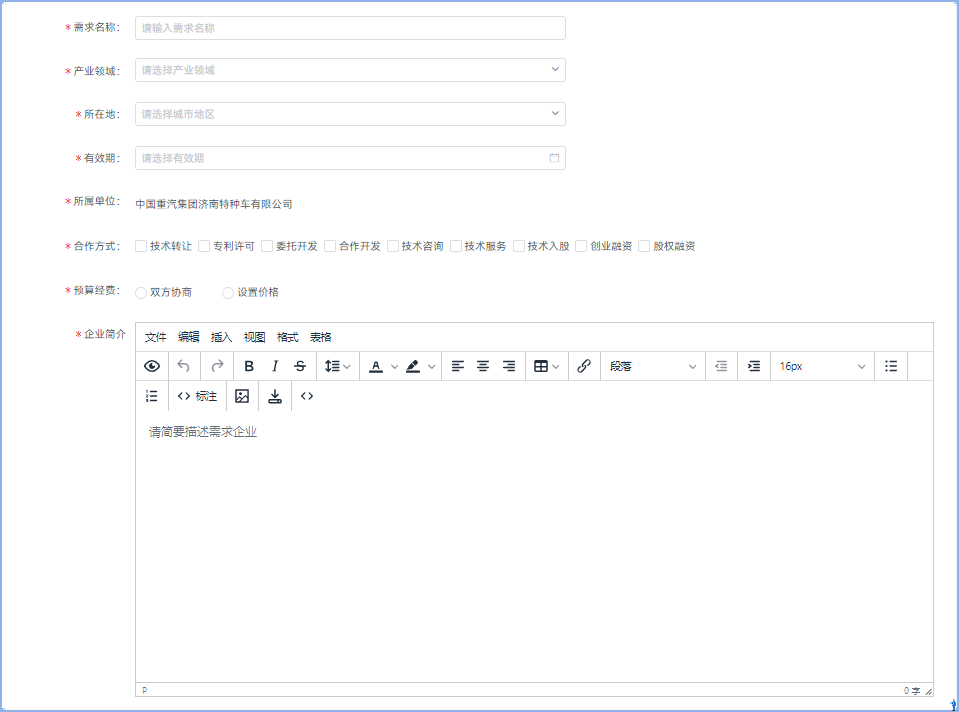 * 需求名称: 请输入需求名称
* 产业领域: 请选择产业领域
* 所在地: 请选择城市地区
* 有效期: 请选择有效期
* 所属单位: 中国重汽集团济南特种车有限公司
* 合作方式: 技术转让 专利许可 委托开发 合作开发 技术咨询 技术服务 技术入股 创业融资 股权融资
* 预算经费: 双方协商 设置价格
* 企业简介 文件 编辑 插入 视图 格式 表格
B I S A 段落 16px
<> 标注 <>
请简要描述需求企业
P 0 字